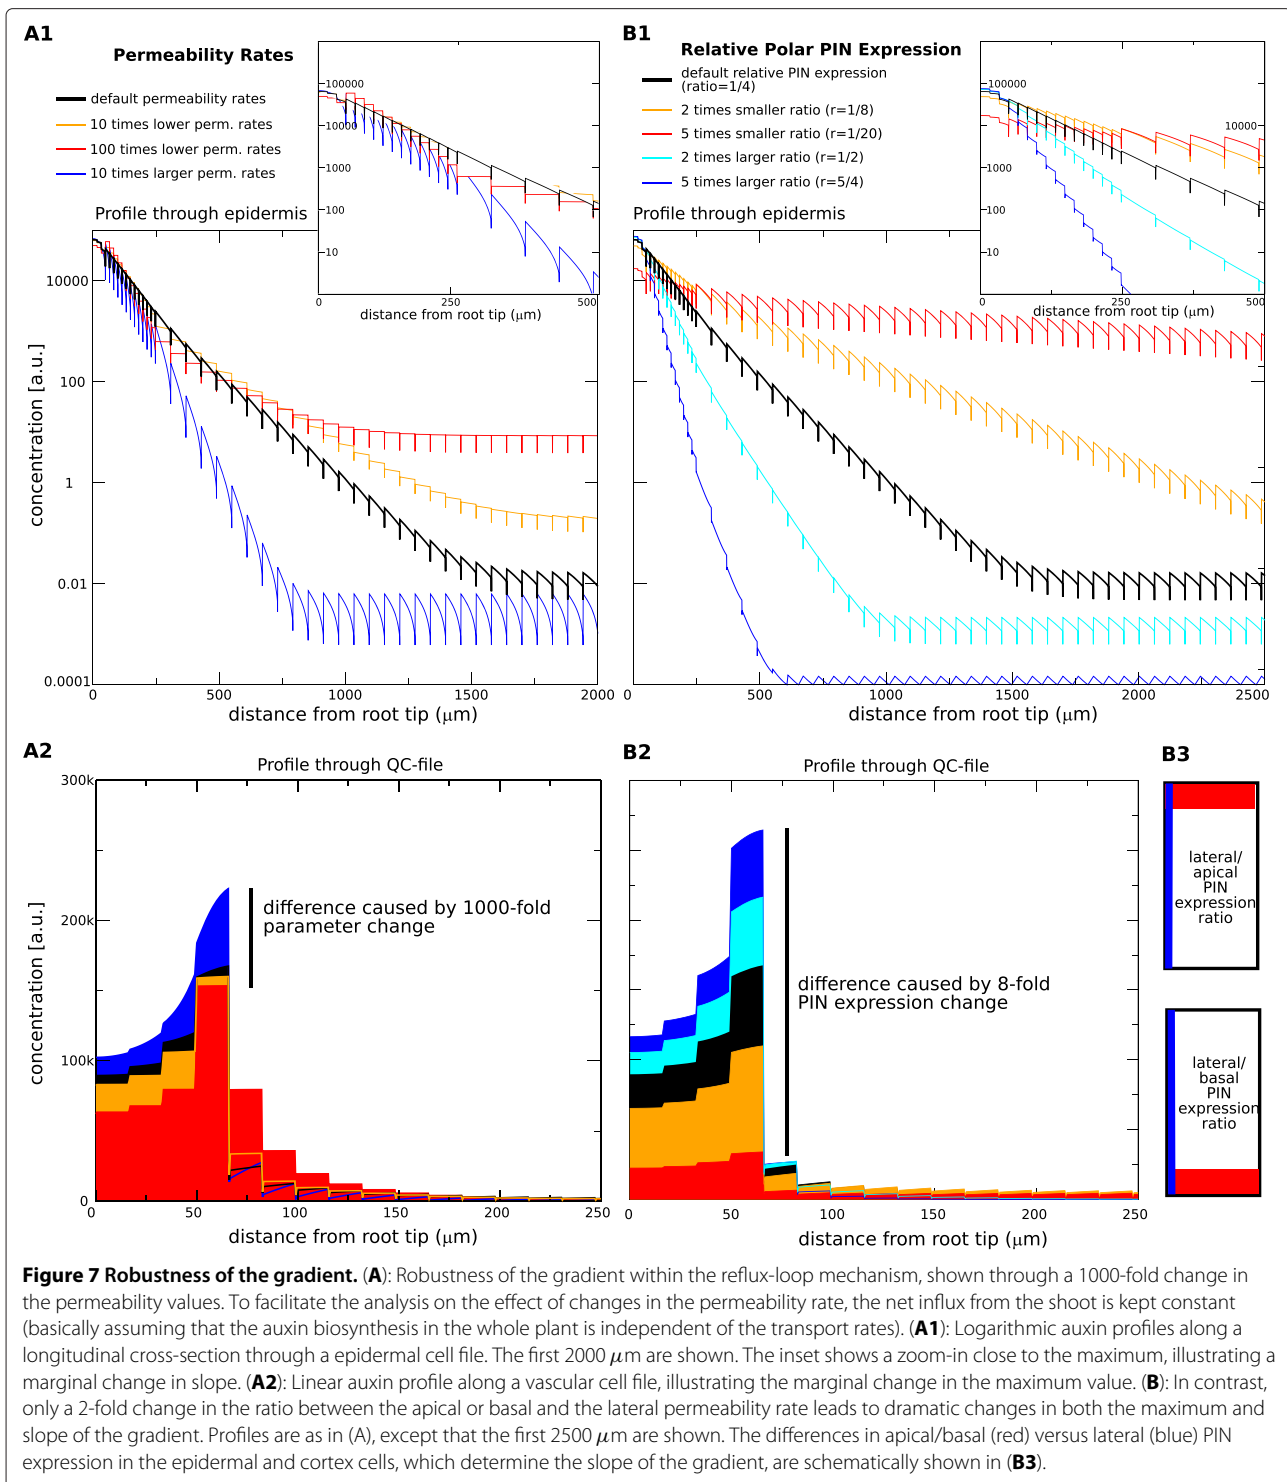 A1
Permeability Rates
default permeability rates
10 times lower perm. rates
100 times lower perm. rates
10 times larger perm. rates
Profile through epidermis
100000
10000
1000
100
10
0
250
500
distance from root tip (μm)
10000
100
1
0.01
0.0001
concentration [a.u.]
0
500
1000
1500
2000
distance from root tip (μm)
B1
Relative Polar PIN Expression
default relative PIN expression
(ratio=1/4)
2 times smaller ratio (r=1/8)
5 times smaller ratio (r=1/20)
2 times larger ratio (r=1/2)
5 times larger ratio (r=5/4)
Profile through epidermis
100000
10000
1000
100
10
0
250
500
distance from root tip (μm)
0
500
1000
1500
2000
2500
distance from root tip (μm)
A2
Profile through QC-file
300k
200k
100k
0
concentration [a.u.]
difference caused by 1000-fold
parameter change
0
50
100
150
200
250
distance from root tip (μm)
B2
Profile through QC-file
difference caused by 8-fold
PIN expression change
0
50
100
150
200
250
distance from root tip (μm)
B3
lateral/
apical
PIN
expression
ratio
lateral/
basal
PIN
expression
ratio
Figure 7 Robustness of the gradient. (A): Robustness of the gradient within the reflux-loop mechanism, shown through a 1000-fold change in
the permeability values. To facilitate the analysis on the effect of changes in the permeability rate, the net influx from the shoot is kept constant
(basically assuming that the auxin biosynthesis in the whole plant is independent of the transport rates). (A1): Logarithmic auxin profiles along a
longitudinal cross-section through a epidermal cell file. The first 2000 μm are shown. The inset shows a zoom-in close to the maximum, illustrating a
marginal change in slope. (A2): Linear auxin profile along a vascular cell file, illustrating the marginal change in the maximum value. (B): In contrast,
only a 2-fold change in the ratio between the apical or basal and the lateral permeability rate leads to dramatic changes in both the maximum and
slope of the gradient. Profiles are as in (A), except that the first 2500 μm are shown. The differences in apical/basal (red) versus lateral (blue) PIN
expression in the epidermal and cortex cells, which determine the slope of the gradient, are schematically shown in (B3).